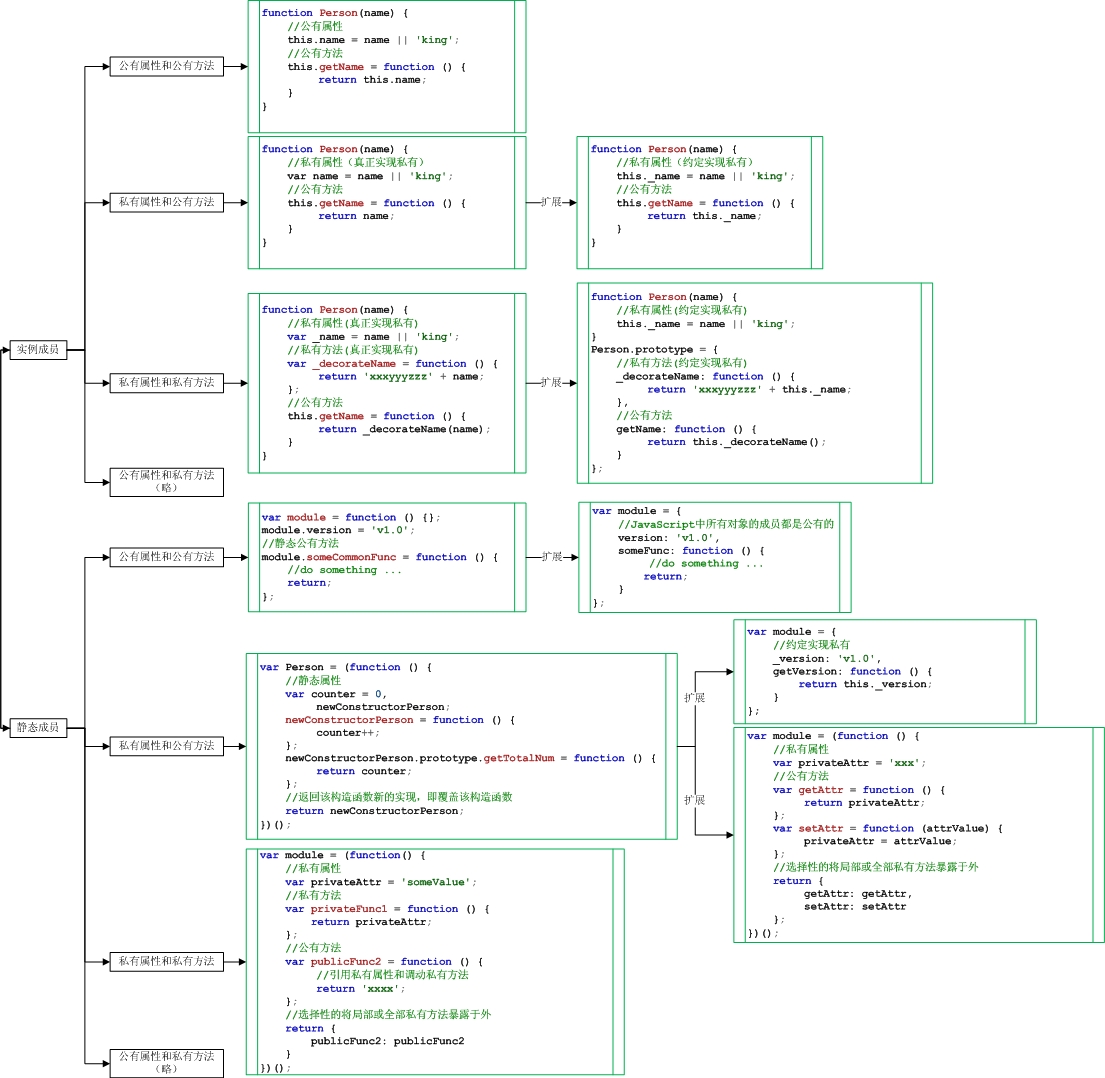 实例成员
公有属性和公有方法
function Person(name) {
//公有属性
this.name = name || 'king';
//公有方法
this.getName = function () {
return this.name;
}
}
私有属性和公有方法
function Person(name) {
//私有属性（真正实现私有）
var name = name || 'king';
//公有方法
this.getName = function () {
return name;
}
}
扩展
function Person(name) {
//私有属性（约定实现私有）
this._name = name || 'king';
//公有方法
this.getName = function () {
return this._name;
}
}
私有属性和私有方法
function Person(name) {
//私有属性(真正实现私有)
var _name = name || 'king';
//私有方法(真正实现私有)
var _decorateName = function () {
return 'xxxyyyzzz' + name;
};
//公有方法
this.getName = function () {
return _decorateName(name);
}
}
扩展
function Person(name) {
//私有属性(约定实现私有)
this._name = name || 'king';
}
Person.prototype = {
//私有方法(约定实现私有)
_decorateName: function () {
return 'xxxyyyzzz' + this._name;
},
//公有方法
getName: function () {
return this._decorateName();
}
};
公有属性和私有方法
（略）
静态成员
公有属性和公有方法
var module = function () {};
module.version = 'v1.0';
//静态公有方法
module.someCommonFunc = function () {
//do something ...
return;
};
扩展
var module = {
//JavaScript中所有对象的成员都是公有的
version: 'v1.0',
someFunc: function () {
//do something ...
return;
}
};
私有属性和公有方法
var Person = (function () {
//静态属性
var counter = 0,
newConstructorPerson;
newConstructorPerson = function () {
counter++;
};
newConstructorPerson.prototype.getTotalNum = function () {
return counter;
};
//返回该构造函数新的实现，即覆盖该构造函数
return newConstructorPerson;
})();
扩展
var module = {
//约定实现私有
_version: 'v1.0',
getVersion: function () {
return this._version;
}
};
扩展
var module = (function () {
//私有属性
var privateAttr = 'xxx';
//公有方法
var getAttr = function () {
return privateAttr;
};
var setAttr = function (attrValue) {
privateAttr = attrValue;
};
//选择性的将局部或全部私有方法暴露于外
return {
getAttr: getAttr,
setAttr: setAttr
};
})();
私有属性和私有方法
var module = (function() {
//私有属性
var privateAttr = 'someValue';
//私有方法
var privateFunc1 = function () {
return privateAttr;
};
//公有方法
var publicFunc2 = function () {
//引用私有属性和调动私有方法
return 'xxxx';
};
//选择性的将局部或全部私有方法暴露于外
return {
publicFunc2: publicFunc2
}
})();
公有属性和私有方法
（略）